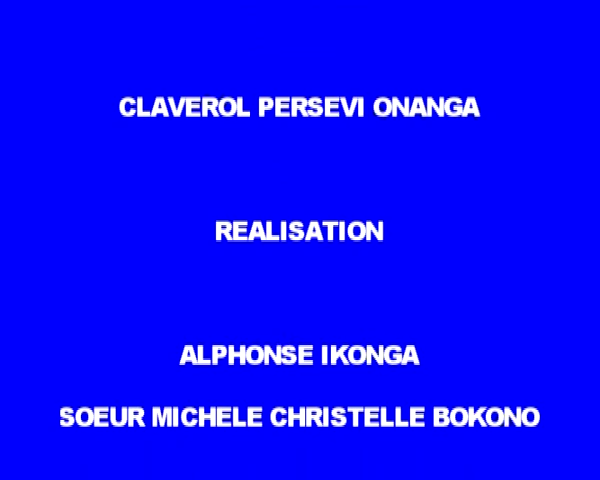 CLAVEROL PERSEVI ONANGA
REALISATION
ALPHONSE IKONGA
SOEUR MICHELE CHRISTELLE BOKONO